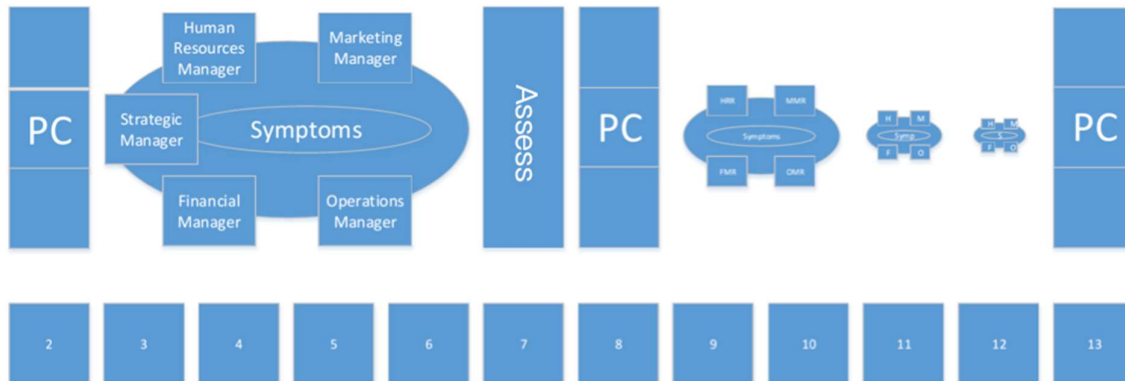 PC
Human
Resources
Manager
Marketing
Manager
Strategic
Manager
Symptoms
Financial
Manager
Operations
Manager
Assess
PC
HRR
MMR
Symptoms
FMR
OMR
H
M
Symp
F
O
H
M
S
F
O
PC
2
3
4
5
6
7
8
9
10
11
12
13